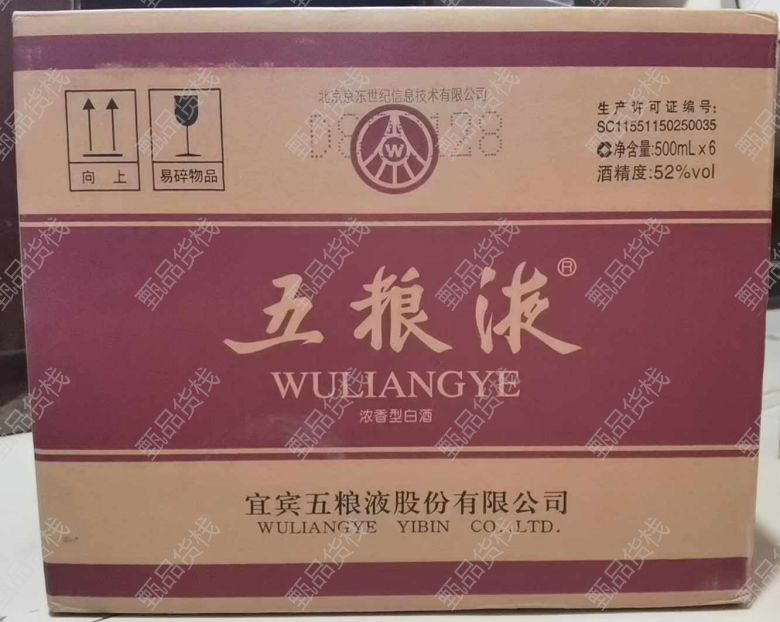 北京京东世纪信息技术有限公司
W
生产许可证编号:
SC11551150250035
净含量:500mL×6
酒精度:52%vol
向 上
易碎物品
五粮液®
WULIANGYE
浓香型白酒
宜宾五粮液股份有限公司
WULIANGYE YIBIN CO.,LTD.
甄品货栈